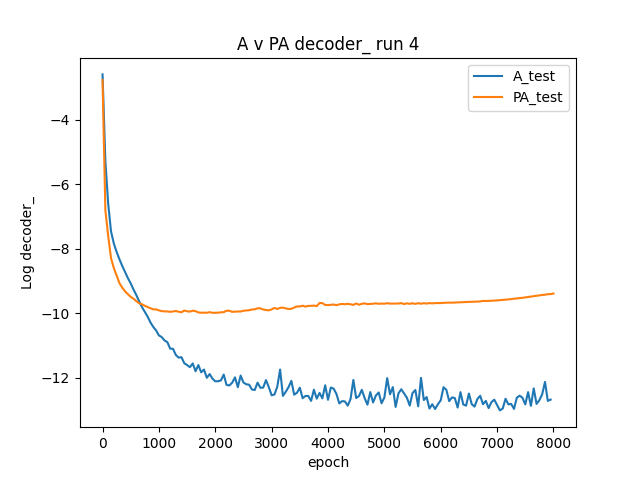 A v PA decoder_ run 4
A_test
PA_test
Log decoder_
−4
−6
−8
−10
−12
0 1000 2000 3000 4000 5000 6000 7000 8000
epoch